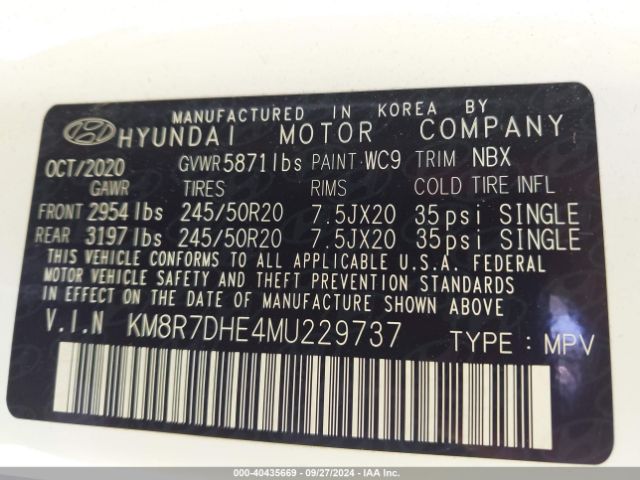 MANUFACTURED IN KOREA BY
HYUNDAI MOTOR COMPANY
OCT/2020 GVWR 5871lbs PAINT WC9 TRIM NBX
GAWR TIRES RIMS COLD TIRE INFL
FRONT 2954 lbs 245/50R20 7.5JX20 35psi SINGLE
REAR 3197 lbs 245/50R20 7.5JX20 35psi SINGLE
THIS VEHICLE CONFORMS TO ALL APPLICABLE U.S.A. FEDERAL
MOTOR VEHICLE SAFETY AND THEFT PREVENTION STANDARDS
IN EFFECT ON THE DATE OF MANUFACTURE SHOWN ABOVE.
V.I.N KM8R7DHE4MU229737 TYPE : MPV
000-40435669 - 09/27/2024 - IAA Inc.